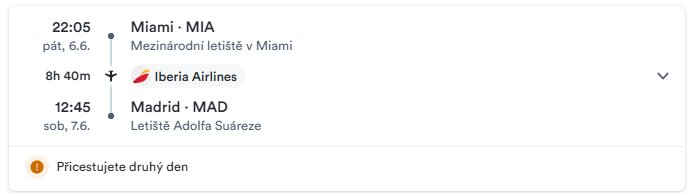 22:05 Miami · MIA
pát, 6.6. Mezinárodní letiště v Miami
8h 40m Iberia Airlines
12:45 Madrid · MAD
sob, 7.6. Letiště Adolfa Suáreze
Přicestujete druhý den